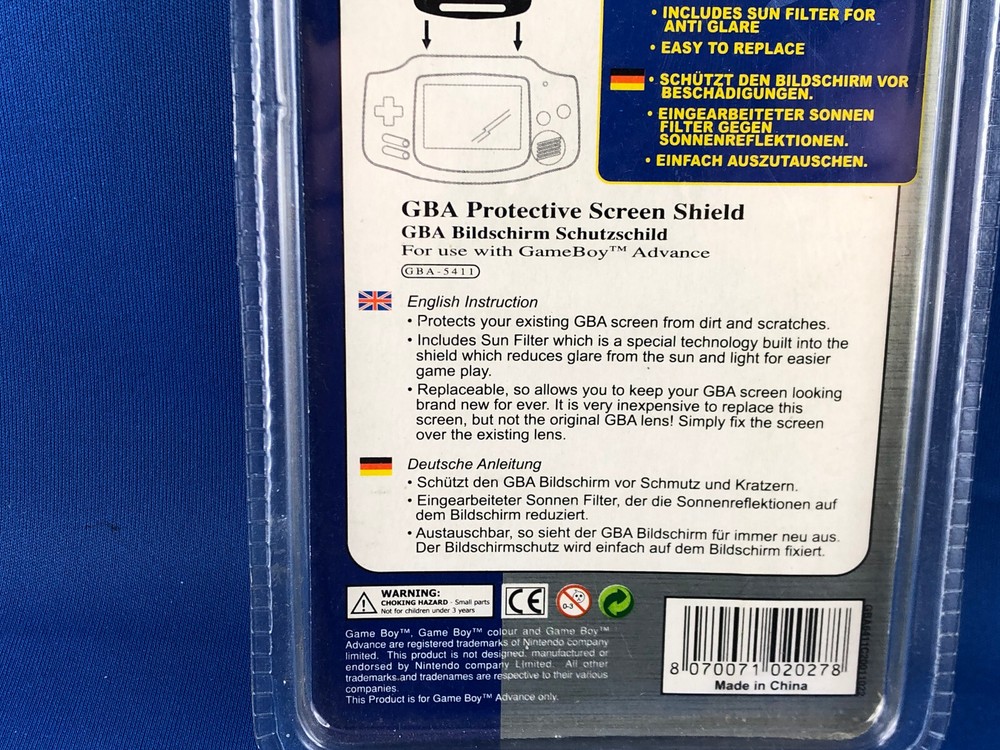 • INCLUDES SUN FILTER FOR
ANTI GLARE
• EASY TO REPLACE
• SCHÜTZT DEN BILDSCHIRM VOR
BESCHÄDIGUNGEN.
• EINGEARBEITETER SONNEN
FILTER GEGEN
SONNENREFLEKTIONEN.
• EINFACH AUSZUTAUSCHEN.
GBA Protective Screen Shield
GBA Bildschirm Schutzschild
For use with GameBoy™ Advance
GBA-5411
English Instruction
• Protects your existing GBA screen from dirt and scratches.
• Includes Sun Filter which is a special technology built into the
shield which reduces glare from the sun and light for easier
game play.
• Replaceable, so allows you to keep your GBA screen looking
brand new for ever. It is very inexpensive to replace this
screen, but not the original GBA lens! Simply fix the screen
over the existing lens.
Deutsche Anleitung
• Schützt den GBA Bildschirm vor Schmutz und Kratzern.
• Eingearbeiteter Sonnen Filter, der die Sonnenreflektionen auf
dem Bildschirm reduziert.
• Austauschbar, so sieht der GBA Bildschirm für immer neu aus.
Der Bildschirmschutz wird einfach auf dem Bildschirm fixiert.
WARNING:
CHOKING HAZARD - Small parts
Not for children under 3 years
CE
0-3
Game Boy™, Game Boy™ colour and Game Boy™
Advance are registered trademarks of Nintendo company
limited. This product is not designed, manufactured or
endorsed by Nintendo company Limited. All other
trademarks and tradenames are respective to their various
companies.
This Product is for Game Boy™ Advance only.
8 070071 020278
Made in China